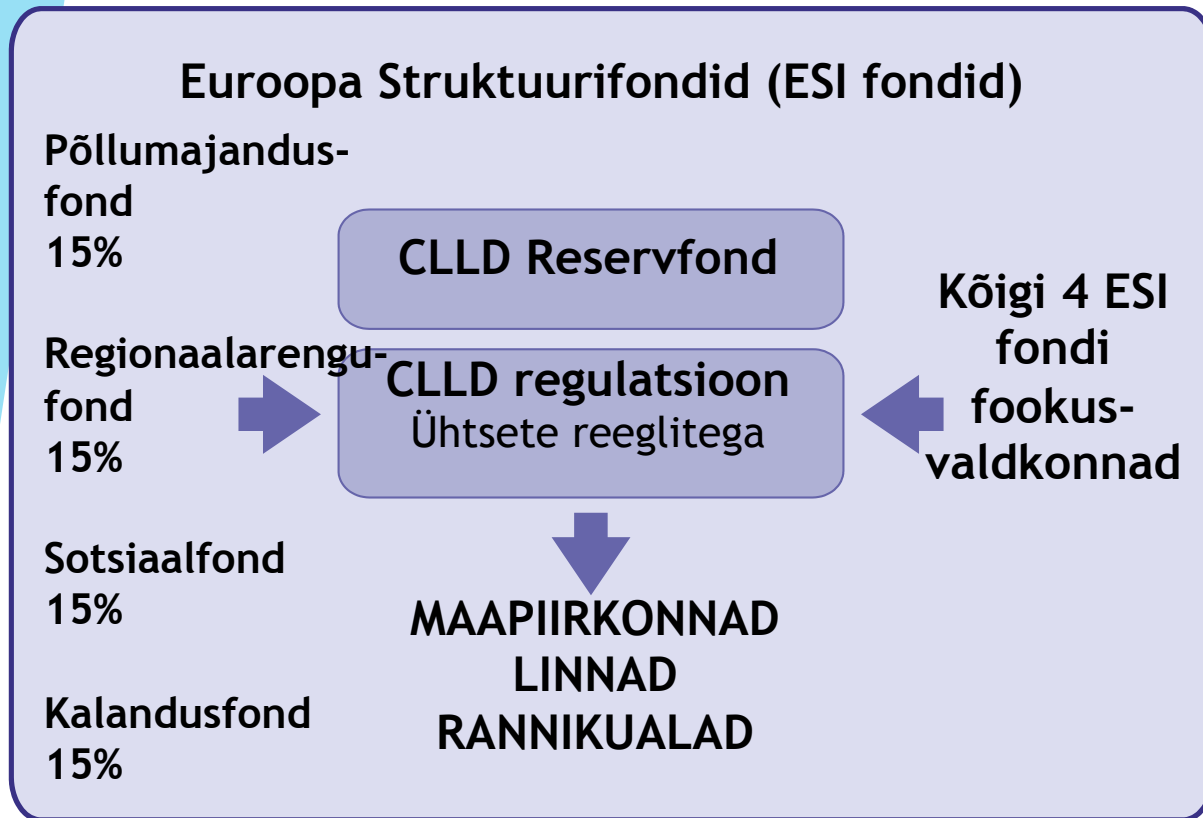 Euroopa Struktuurifondid (ESI fondid)
Põllumajandus-
fond
15%
Regionaalarengu-
fond
15%
Sotsiaalfond
15%
Kalandusfond
15%
CLLD Reservfond
CLLD regulatsioon
Ühtsete reeglitega
MAAPIIRKONNAD
LINNAD
RANNIKUALAD
Kõigi 4 ESI
fondi
fookus-
valdkonnad